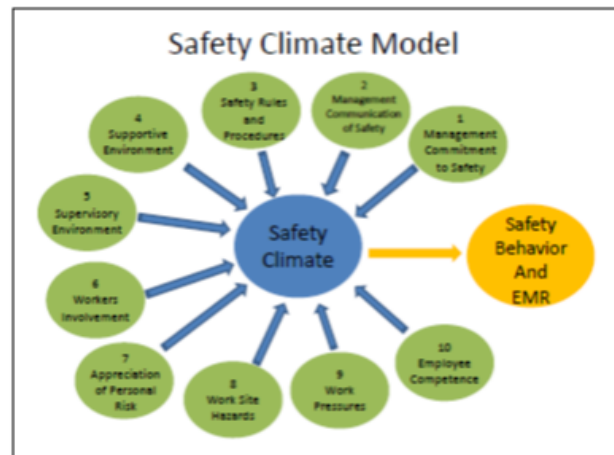 Safety Climate Model
1
Management
Commitment
to Safety
2
Management
Communication
of Safety
3
Safety Rules
and
Procedures
4
Supportive
Environment
5
Supervisory
Environment
6
Workers
Involvement
7
Appreciation
of Personal
Risk
8
Work Site
Hazards
9
Work
Pressures
10
Employee
Competence
Safety
Climate
Safety
Behavior
And
EMR